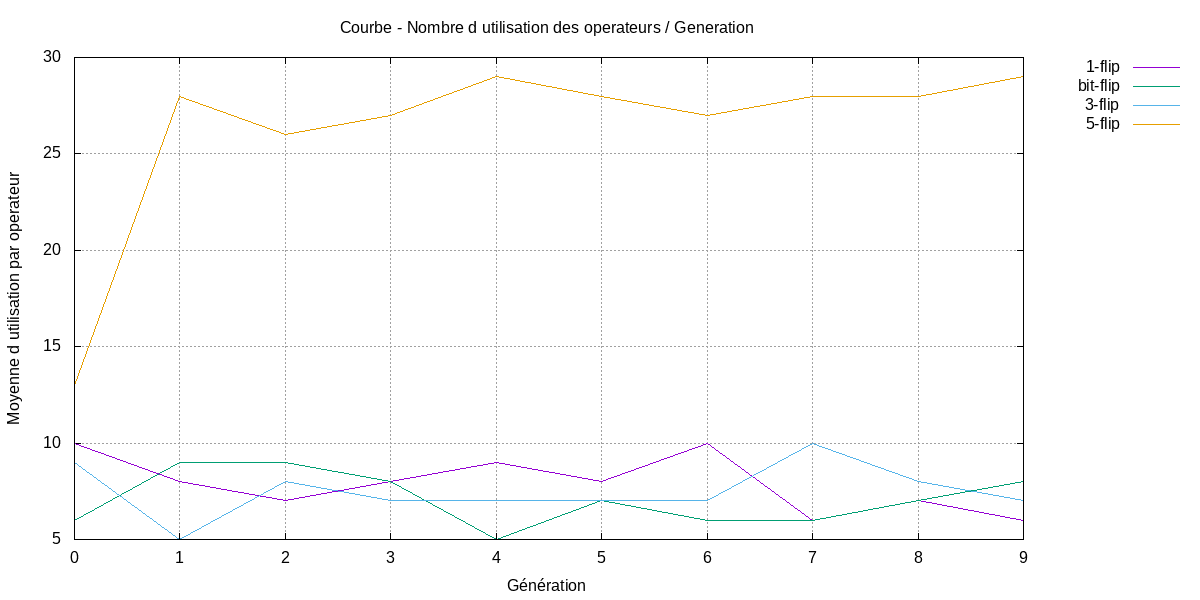 Courbe - Nombre d utilisation des operateurs / Generation
30
25
20
15
10
5
0 1 2 3 4 5 6 7 8 9
Moyenne d utilisation par operateur
Génération
1-flip
bit-flip
3-flip
5-flip